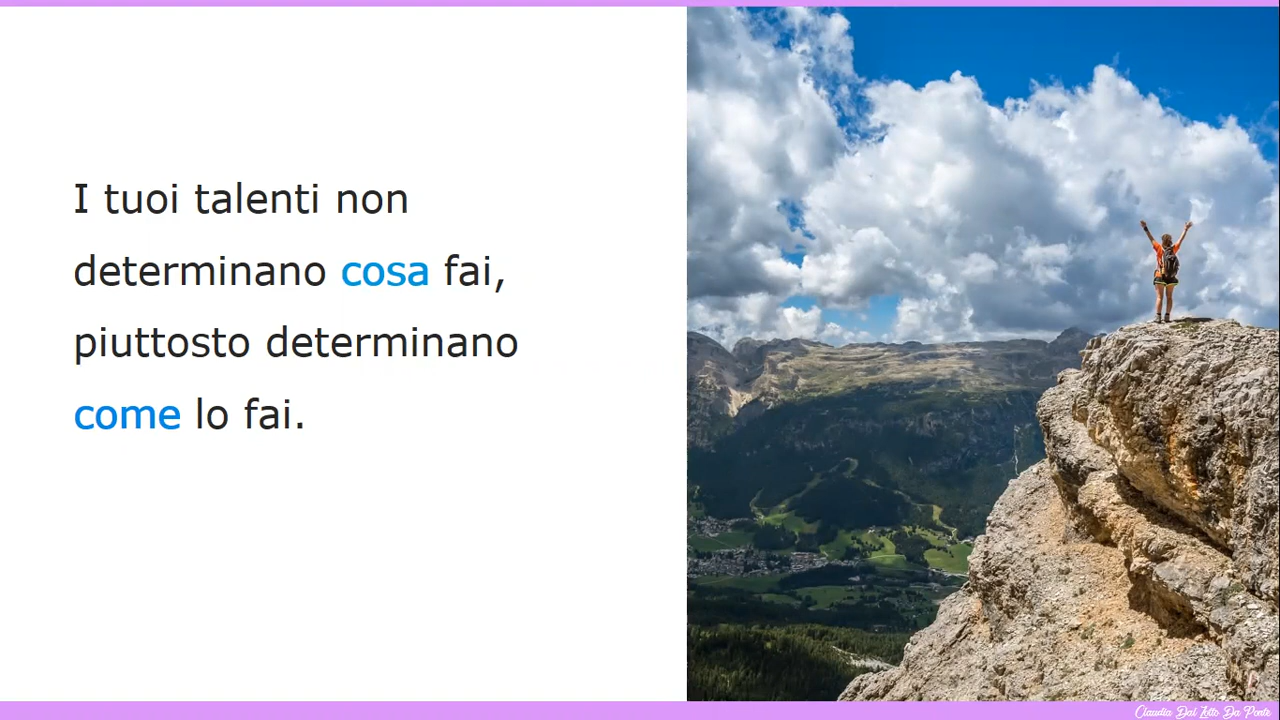 I tuoi talenti non
determinano cosa fai,
piuttosto determinano
come lo fai.
Claudia Dal Zotto Da Ponte